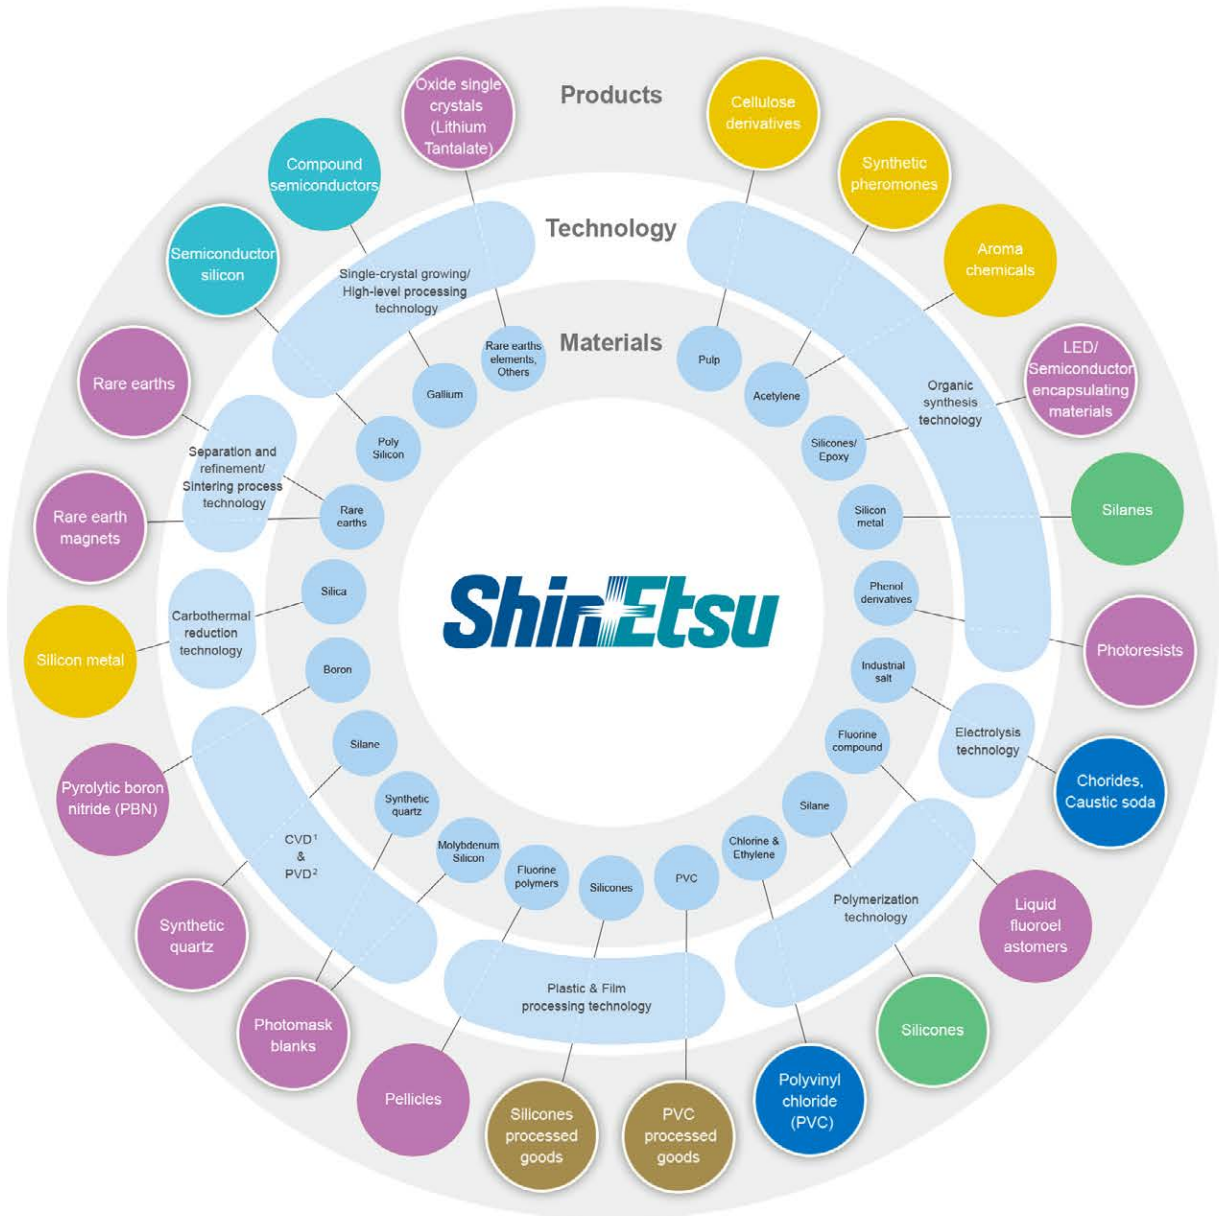 Products
Technology
Materials
Oxide single
crystals
(Lithium
Tantalate)
Compound
semiconductors
Semiconductor
silicon
Rare earths
Rare earth
magnets
Silicon metal
Pyrolytic boron
nitride (PBN)
Synthetic
quartz
Photomask
blanks
Pellicles
Silicones
processed
goods
PVC
processed
goods
Polyvinyl
chloride
(PVC)
Silicones
Liquid
fluoroel
astomers
Chorides,
Caustic soda
Photoresists
Silanes
LED/
Semiconductor
encapsulating
materials
Aroma
chemicals
Synthetic
pheromones
Cellulose
derivatives
Single-crystal growing/
High-level processing
technology
Separation and
refinement/
Sintering process
technology
Carbothermal
reduction
technology
CVD¹
&
PVD²
Plastic & Film
processing technology
Polymerization
technology
Electrolysis
technology
Organic
synthesis
technology
Rare earths
elements,
Others
Gallium
Poly
Silicon
Rare
earths
Silica
Boron
Silane
Synthetic
quartz
Molybdenum
Silicon
Fluorine
polymers
Silicones
PVC
Chlorine &
Ethylene
Silane
Fluorine
compound
Industrial
salt
Phenol
derivatives
Silicon
metal
Silicones/
Epoxy
Acetylene
Pulp
ShinEtsu